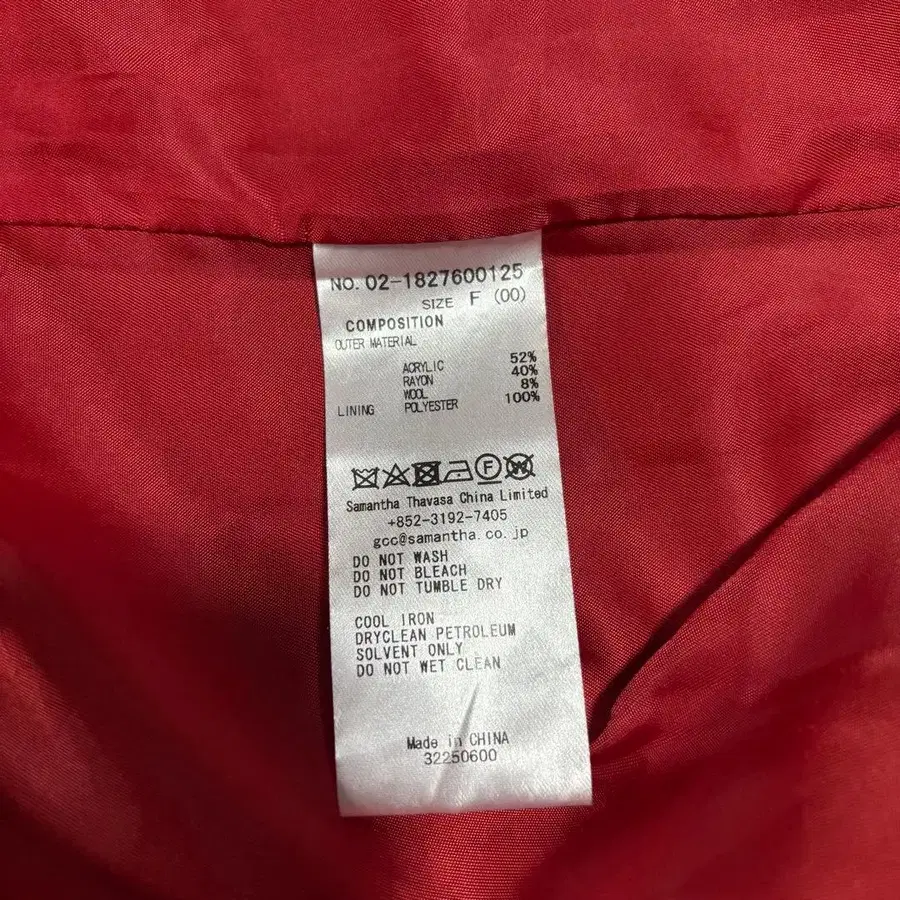 NO. 02-1827600125
SIZE F (00)
COMPOSITION
OUTER MATERIAL
ACRYLIC 52%
RAYON 40%
WOOL 8%
LINING POLYESTER 100%
F W
Samantha Thavasa China Limited
+852-3192-7405
gcc@samantha.co.jp
DO NOT WASH
DO NOT BLEACH
DO NOT TUMBLE DRY
COOL IRON
DRYCLEAN PETROLEUM
SOLVENT ONLY
DO NOT WET CLEAN
Made in CHINA
32250600